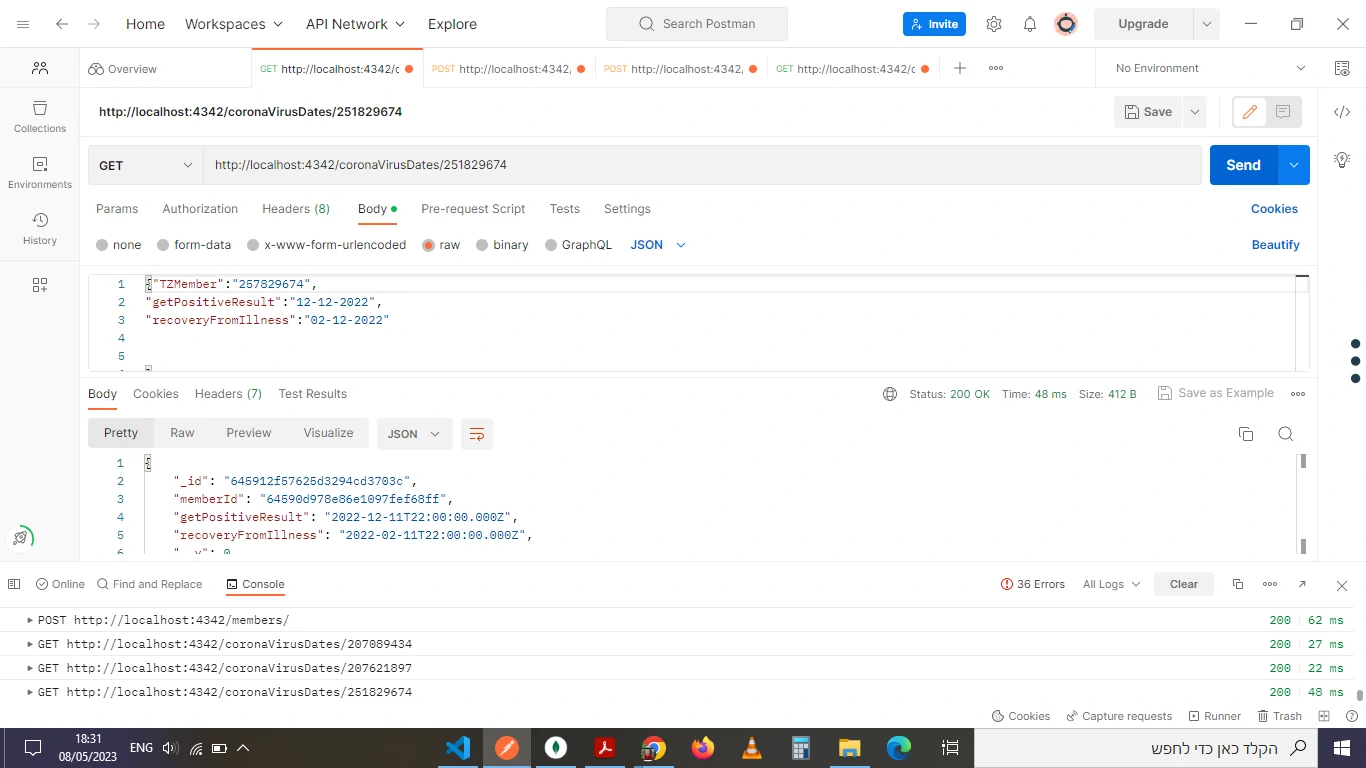 Home Workspaces API Network Explore Search Postman Invite Upgrade
Overview GET http://localhost:4342/c POST http://localhost:4342, POST http://localhost:4342, GET http://localhost:4342/c No Environment
http://localhost:4342/coronaVirusDates/251829674 Save
Collections
GET http://localhost:4342/coronaVirusDates/251829674 Send
Environments
Params Authorization Headers (8) Body Pre-request Script Tests Settings Cookies
History
none form-data x-www-form-urlencoded raw binary GraphQL JSON Beautify
1 {"TZMember":"257829674",
2 "getPositiveResult":"12-12-2022",
3 "recoveryFromIllness":"02-12-2022"
4
5
Body Cookies Headers (7) Test Results Status: 200 OK Time: 48 ms Size: 412 B Save as Example
Pretty Raw Preview Visualize JSON
1 {
2 "_id": "645912f57625d3294cd3703c",
3 "memberId": "64590d978e86e1097fef68ff",
4 "getPositiveResult": "2022-12-11T22:00:00.000Z",
5 "recoveryFromIllness": "2022-02-11T22:00:00.000Z",
6 "__v": 0
Online Find and Replace Console 36 Errors All Logs Clear
POST http://localhost:4342/members/ 200 62 ms
GET http://localhost:4342/coronaVirusDates/207089434 200 27 ms
GET http://localhost:4342/coronaVirusDates/207621897 200 22 ms
GET http://localhost:4342/coronaVirusDates/251829674 200 48 ms
Cookies Capture requests Runner Trash
18:31
08/05/2023
ENG
הקלד כאן כדי לחפש